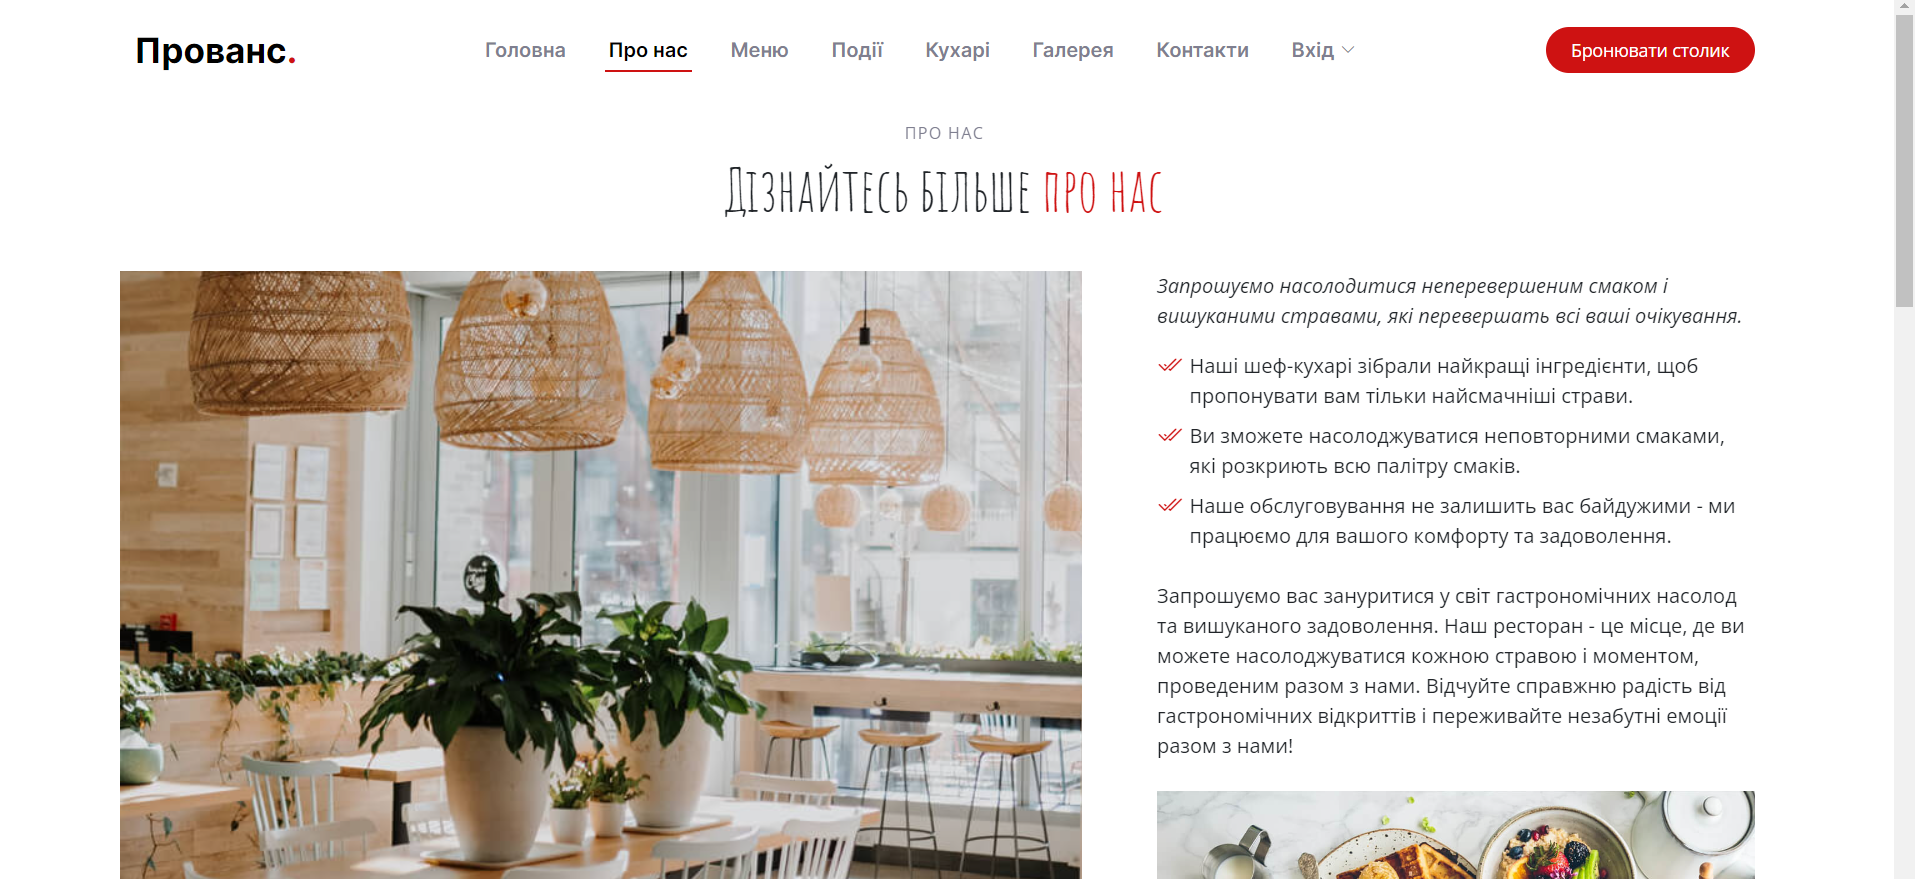 Прованс.
Головна Про нас Меню Події Кухарі Галерея Контакти Вхід
Бронювати столик
ПРО НАС
Дізнайтесь більше про нас
Запрошуємо насолодитися неперевершеним смаком і
вишуканими стравами, які перевершать всі ваші очікування.
Наші шеф-кухарі зібрали найкращі інгредієнти, щоб
пропонувати вам тільки найсмачніші страви.
Ви зможете насолоджуватися неповторними смаками,
які розкриють всю палітру смаків.
Наше обслуговування не залишить вас байдужими - ми
працюємо для вашого комфорту та задоволення.
Запрошуємо вас зануритися у світ гастрономічних насолод
та вишуканого задоволення. Наш ресторан - це місце, де ви
можете насолоджуватися кожною стравою і моментом,
проведеним разом з нами. Відчуйте справжню радість від
гастрономічних відкриттів і переживайте незабутні емоції
разом з нами!